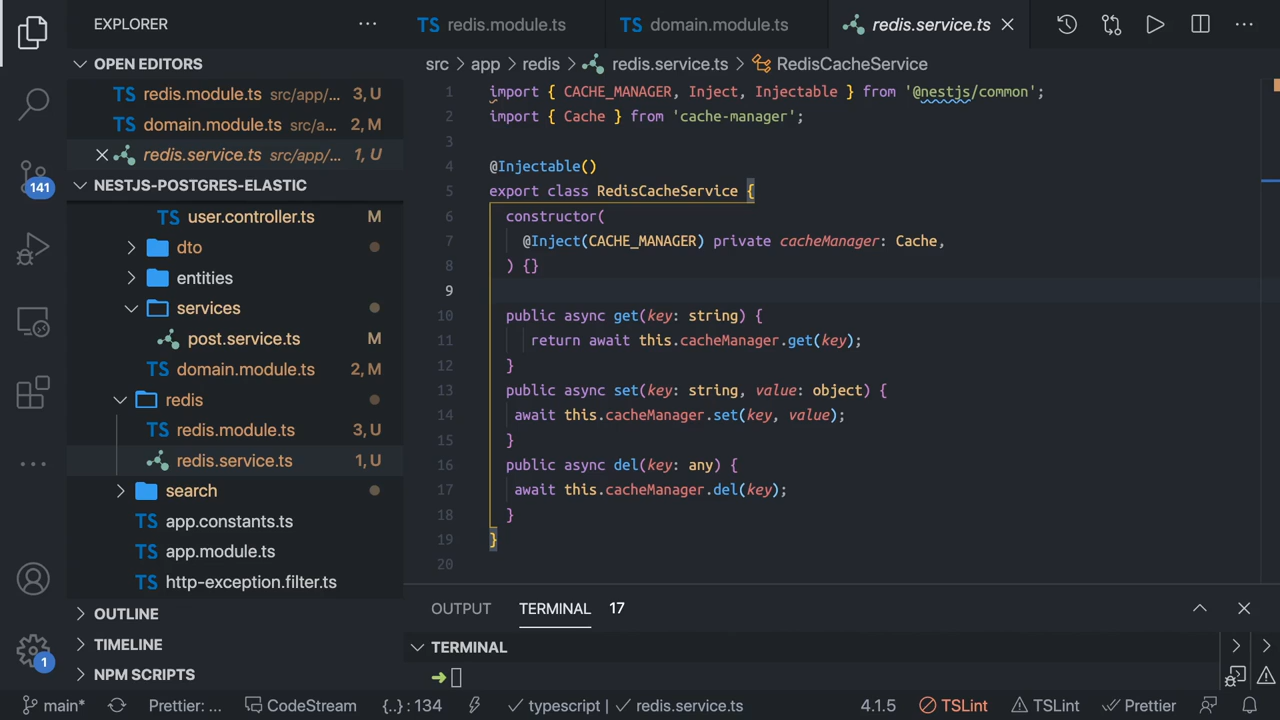 EXPLORER
TS redis.module.ts
TS domain.module.ts
redis.service.ts
OPEN EDITORS
TS redis.module.ts src/app/... 3, U
TS domain.module.ts src/a... 2, M
redis.service.ts src/app/... 1, U
141
NESTJS-POSTGRES-ELASTIC
TS user.controller.ts M
dto
entities
services
post.service.ts M
TS domain.module.ts 2, M
redis
TS redis.module.ts 3, U
redis.service.ts 1, U
search
TS app.constants.ts
TS app.module.ts
TS http-exception.filter.ts
OUTLINE
TIMELINE
1
NPM SCRIPTS
src > app > redis > redis.service.ts > RedisCacheService
1 import { CACHE_MANAGER, Inject, Injectable } from '@nestjs/common';
2 import { Cache } from 'cache-manager';
3
4 @Injectable()
5 export class RedisCacheService {
6 constructor(
7 @Inject(CACHE_MANAGER) private cacheManager: Cache,
8 ) {}
9
10 public async get(key: string) {
11 return await this.cacheManager.get(key);
12 }
13 public async set(key: string, value: object) {
14 await this.cacheManager.set(key, value);
15 }
16 public async del(key: any) {
17 await this.cacheManager.del(key);
18 }
19 }
20
OUTPUT TERMINAL 17
TERMINAL
main* Prettier: ... CodeStream {..} : 134 typescript | redis.service.ts 4.1.5 TSLint TSLint Prettier